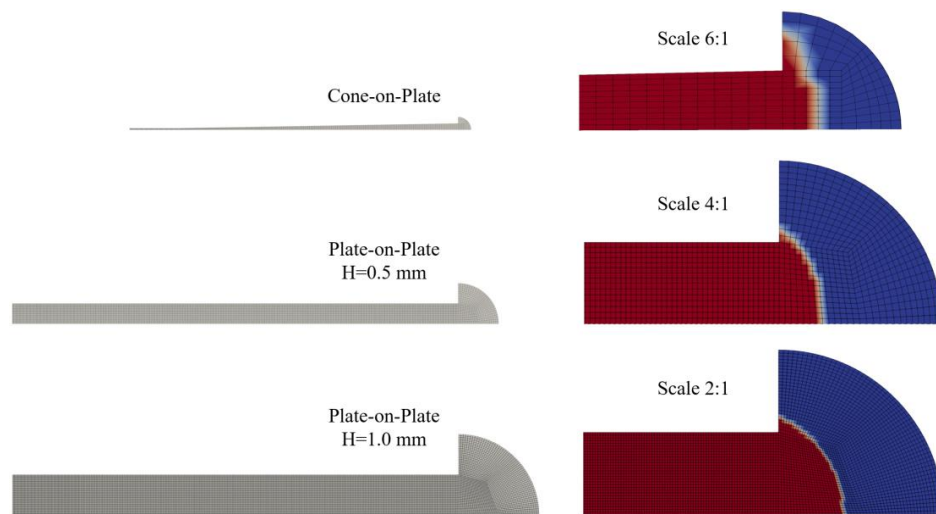 Cone-on-Plate
Scale 6:1
Plate-on-Plate
H=0.5 mm
Scale 4:1
Plate-on-Plate
H=1.0 mm
Scale 2:1